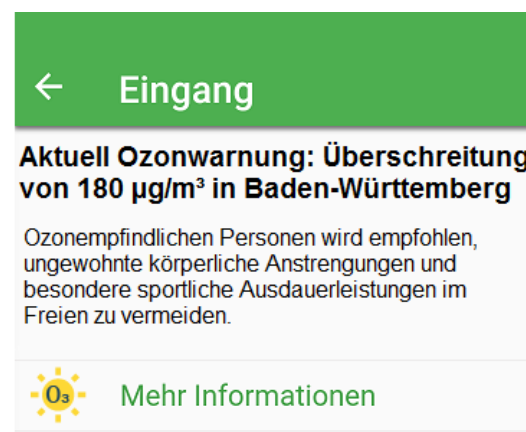 Eingang
Aktuell Ozonwarnung: Überschreitung
von 180 µg/m³ in Baden-Württemberg
Ozonempfindlichen Personen wird empfohlen,
ungewohnte körperliche Anstrengungen und
besondere sportliche Ausdauerleistungen im
Freien zu vermeiden.
O₃ Mehr Informationen